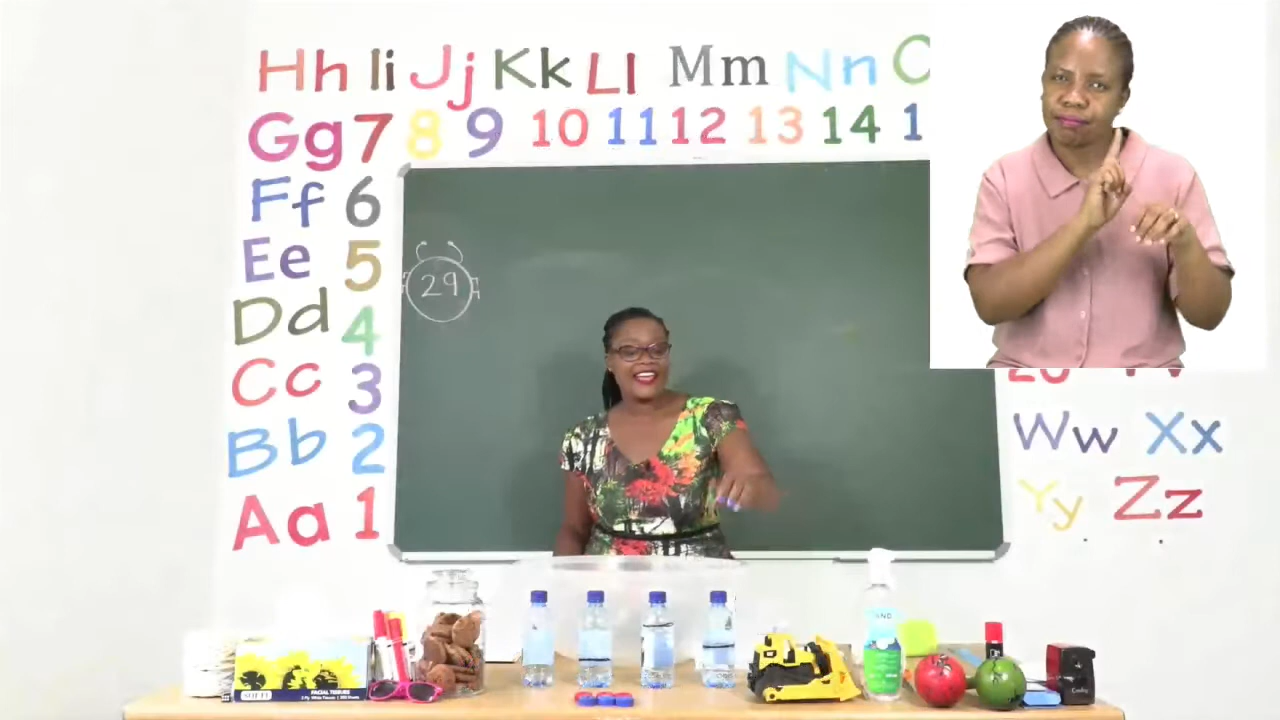 Hh Ii Jj Kk Ll Mm Nn
Gg 7 8 9 10 11 12 13 14
Ff 6
Ee 5
29
Dd 4
Cc 3
Bb 2
Ww Xx
Aa 1
Yy Zz
FACIAL TISSUES